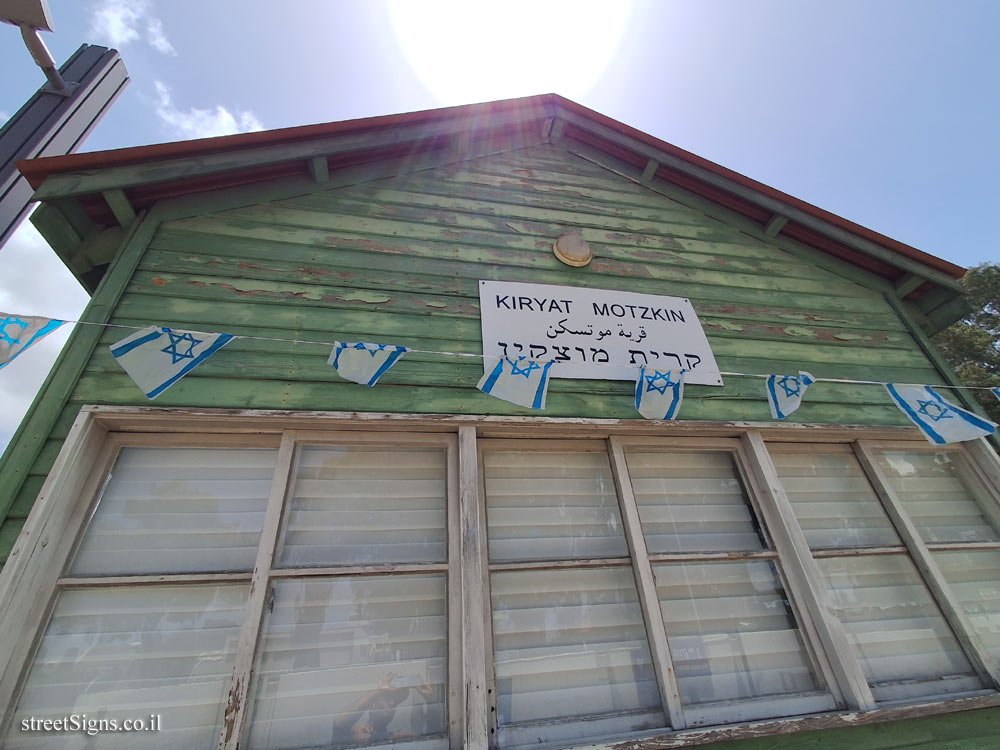 KIRYAT MOTZKIN
قرية موتسكن
קרית מוצקין
streetSigns.co.il